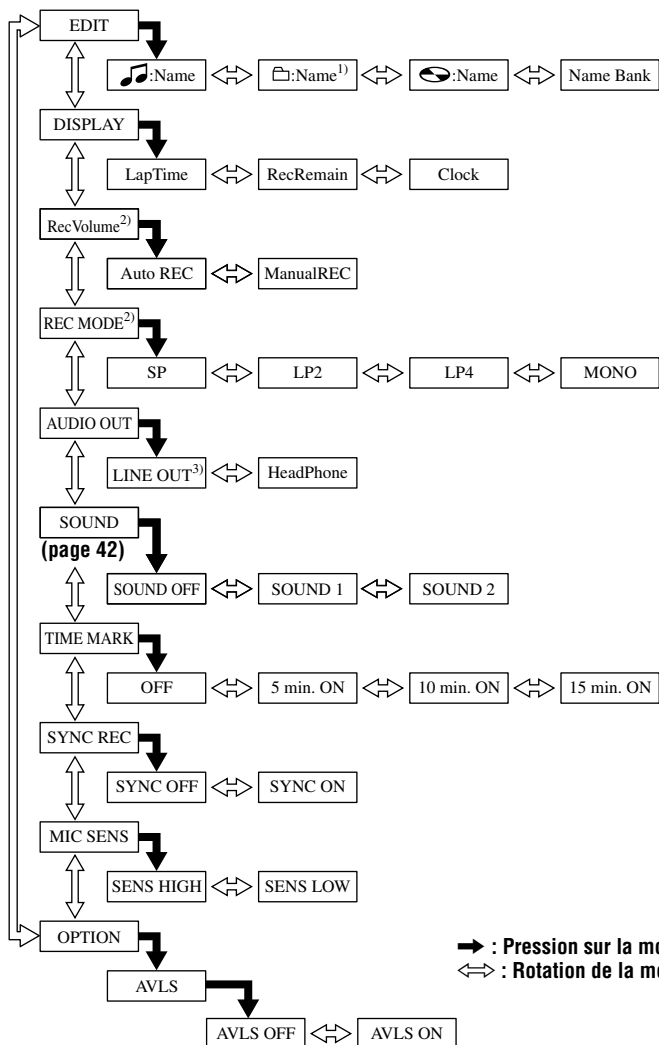 EDIT
:Name :Name1) :Name Name Bank
DISPLAY
LapTime RecRemain Clock
RecVolume2)
Auto REC ManualREC
REC MODE2)
SP LP2 LP4 MONO
AUDIO OUT
LINE OUT3) HeadPhone
SOUND
(page 42)
SOUND OFF SOUND 1 SOUND 2
TIME MARK
OFF 5 min. ON 10 min. ON 15 min. ON
SYNC REC
SYNC OFF SYNC ON
MIC SENS
SENS HIGH SENS LOW
OPTION
: Pression sur la
: Rotation de la
AVLS
AVLS OFF AVLS ON